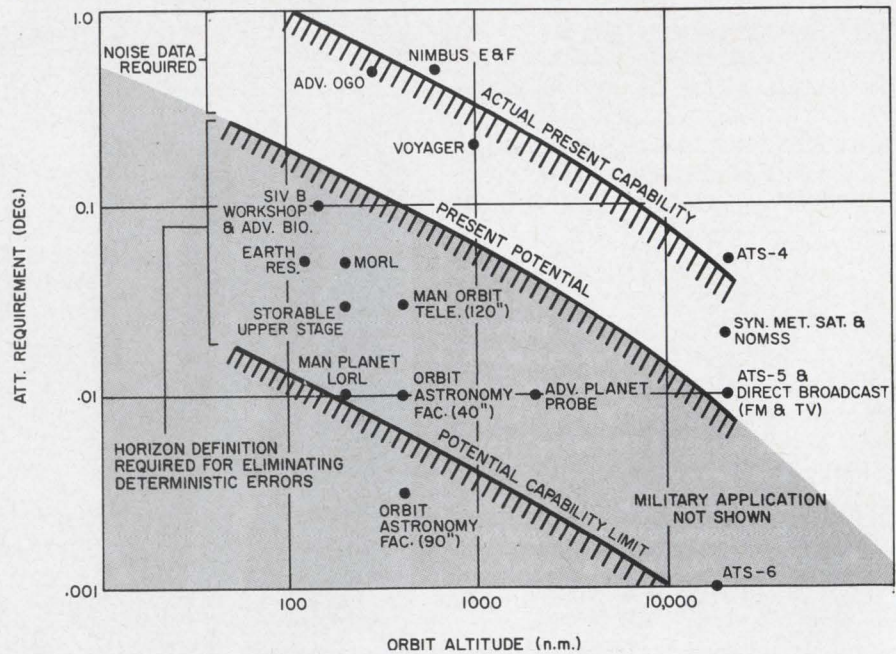 1.0
NOISE DATA
REQUIRED
ADV. OGO
NIMBUS E&F
ACTUAL PRESENT CAPABILITY
VOYAGER
0.1
SIV B
WORKSHOP
& ADV. BIO.
PRESENT POTENTIAL
EARTH
RES.
MORL
ATS-4
STORABLE
UPPER STAGE
MAN ORBIT
TELE. (120")
SYN. MET. SAT. &
NOMSS
ATT. REQUIREMENT (DEG.)
.01
MAN PLANET
LORL
ORBIT
ASTRONOMY
FAC. (40")
ADV. PLANET
PROBE
ATS-5 &
DIRECT BROADCAST
(FM & TV)
HORIZON DEFINITION
REQUIRED FOR ELIMINATING
DETERMINISTIC ERRORS
POTENTIAL CAPABILITY LIMIT
ORBIT
ASTRONOMY
FAC. (90")
MILITARY APPLICATION
NOT SHOWN
ATS-6
.001
100
1000
10,000
ORBIT ALTITUDE (n.m.)